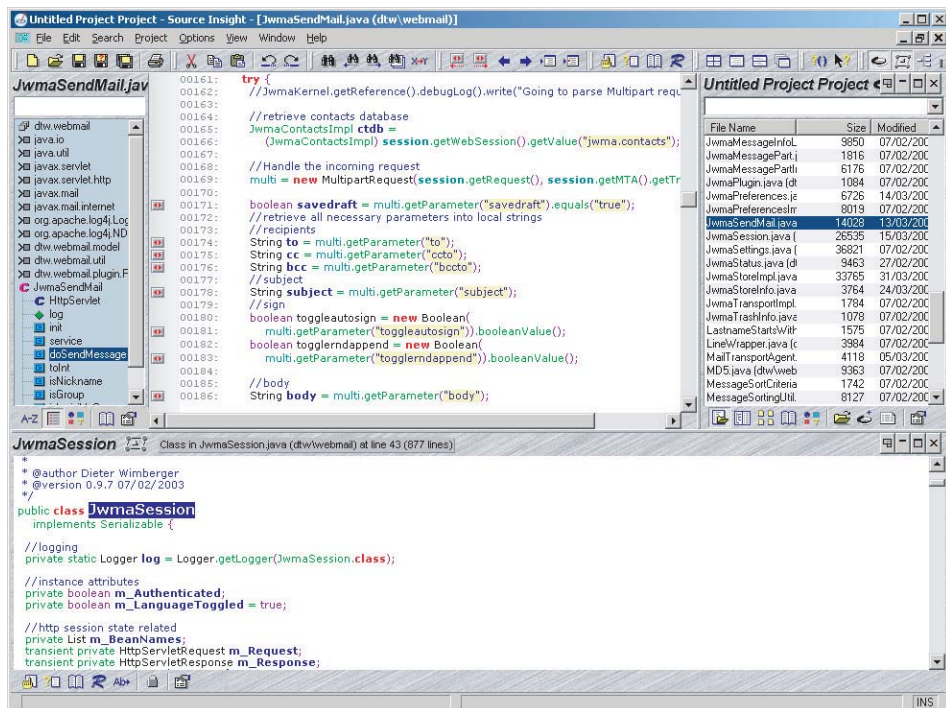 Untitled Project Project - Source Insight - [JwmaSendMail.java (dtw\webmail)]
File Edit Search Project Options View Window Help
JwmaSendMail.jav
dtw.webmail
java.io
java.util
javax.servlet
javax.servlet.http
javax.mail
javax.mail.internet
org.apache.log4j.Log
org.apache.log4j.ND
dtw.webmail.model
dtw.webmail.util
dtw.webmail.plugin.F
JwmaSendMail
HttpServlet
log
init
service
doSendMessage
toInt
isNickname
isGroup
A-Z
00161: try {
00162: //JwmaKernel.getReference().debugLog().write("Going to parse Multipart requ
00163:
00164: //retrieve contacts database
00165: JwmaContactsImpl ctdb =
00166: (JwmaContactsImpl) session.getWebSession().getValue("jwma.contacts");
00167:
00168: //Handle the incoming request
00169: multi = new MultipartRequest(session.getRequest(), session.getMTA().getTr
00170:
00171: boolean savedraft = multi.getParameter("savedraft").equals("true");
00172: //retrieve all necessary parameters into local strings
00173: //recipients
00174: String to = multi.getParameter("to");
00175: String cc = multi.getParameter("ccto");
00176: String bcc = multi.getParameter("bccto");
00177: //subject
00178: String subject = multi.getParameter("subject");
00179: //sign
00180: boolean toggleautosign = new Boolean(
00181: multi.getParameter("toggleautosign")).booleanValue();
00182: boolean togglerndappend = new Boolean(
00183: multi.getParameter("togglerndappend")).booleanValue();
00184:
00185: //body
00186: String body = multi.getParameter("body");
Untitled Project Project
File Name Size Modified
JwmaMessageInfoL 9850 07/02/200
JwmaMessagePart.j 1816 07/02/200
JwmaMessagePartIi 6176 07/02/200
JwmaPlugin.java (dt 1084 07/02/200
JwmaPreferences.ja 6726 14/03/200
JwmaPreferencesIm 8019 07/02/200
JwmaSendMail.java 14028 13/03/200
JwmaSession.java ( 26535 15/03/200
JwmaSettings.java ( 36821 07/02/200
JwmaStatus.java (dt 9463 27/02/200
JwmaStoreImpl.java 33765 31/03/200
JwmaStoreInfo.java 3764 24/03/200
JwmaTransportImpl. 1784 07/02/200
JwmaTrashInfo.java 1078 07/02/200
LastnameStartsWith 1575 07/02/200
LineWrapper.java (d 3984 07/02/200
MailTransportAgent. 4118 05/03/200
MD5.java (dtw\web 9363 07/02/200
MessageSortCriteria 1742 07/02/200
MessageSortingUtil. 8127 07/02/200
JwmaSession Class in JwmaSession.java (dtw\webmail) at line 43 (877 lines)
*
* @author Dieter Wimberger
* @version 0.9.7 07/02/2003
*/
public class JwmaSession
implements Serializable {
//logging
private static Logger log = Logger.getLogger(JwmaSession.class);
//instance attributes
private boolean m_Authenticated;
private boolean m_LanguageToggled = true;
//http session state related
private List m_BeanNames;
transient private HttpServletRequest m_Request;
transient private HttpServletResponse m_Response;
INS